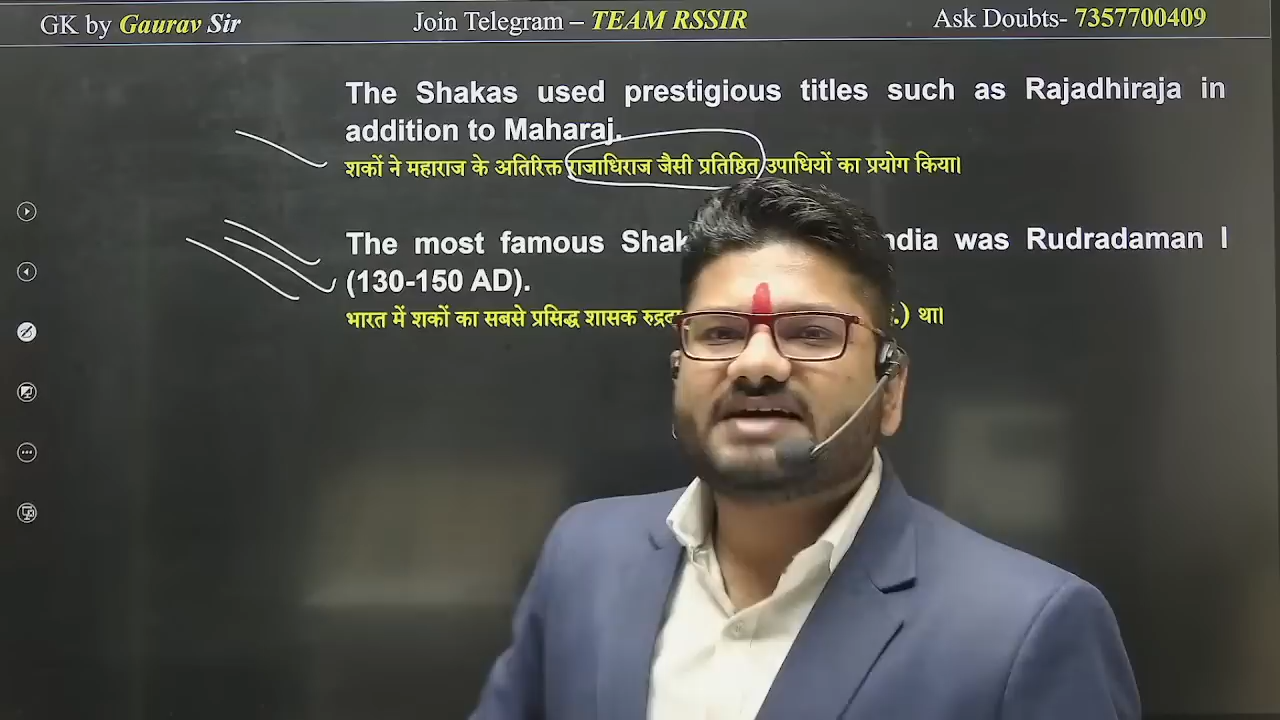 GK by Gaurav Sir
Join Telegram – TEAM RSSIR
Ask Doubts- 7357700409
The Shakas used prestigious titles such as Rajadhiraja in
addition to Maharaj.
शकों ने महाराज के अतिरिक्त राजाधिराज जैसी प्रतिष्ठित उपाधियों का प्रयोग किया।
The most famous was Rudradaman I
(130-150 AD).
भारत में शकों का सबसे प्रसिद्ध शासक था।